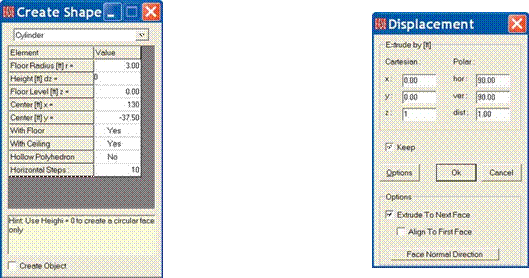 Create Shape
Cylinder
Element Value
Floor Radius [ft] r = 3.00
Height [ft] dz = 0
Floor Level [ft] z = 0.00
Center [ft] x = 130
Center [ft] y = -37.50
With Floor Yes
With Ceiling Yes
Hollow Polyhedron No
Horizontal Steps : 10
Hint: Use Height = 0 to create a circular face
only
Create Object
Displacement
Extrude by [ft]
Cartesian : Polar :
x : 0.00 hor : 90.00
y : 0.00 ver : 90.00
z : 1 dist : 1.00
Keep
Options Ok Cancel
Options
Extrude To Next Face
Align To First Face
Face Normal Direction